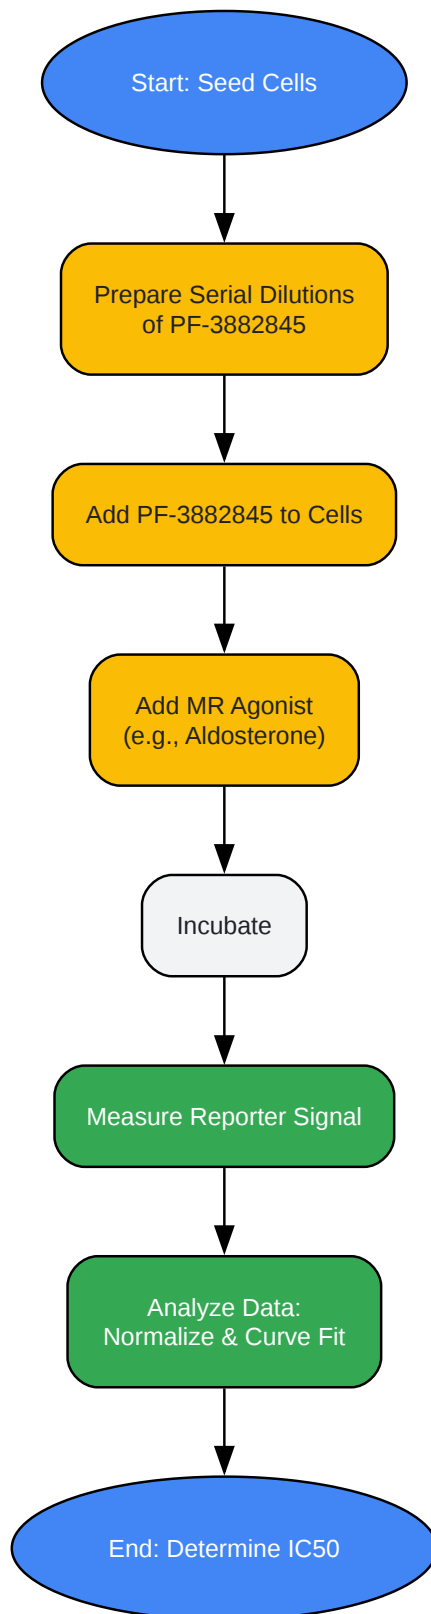 Start: Seed Cells
Prepare Serial Dilutions
of PF-3882845
Add PF-3882845 to Cells
Add MR Agonist
(e.g., Aldosterone)
Incubate
Measure Reporter Signal
Analyze Data:
Normalize & Curve Fit
End: Determine IC50